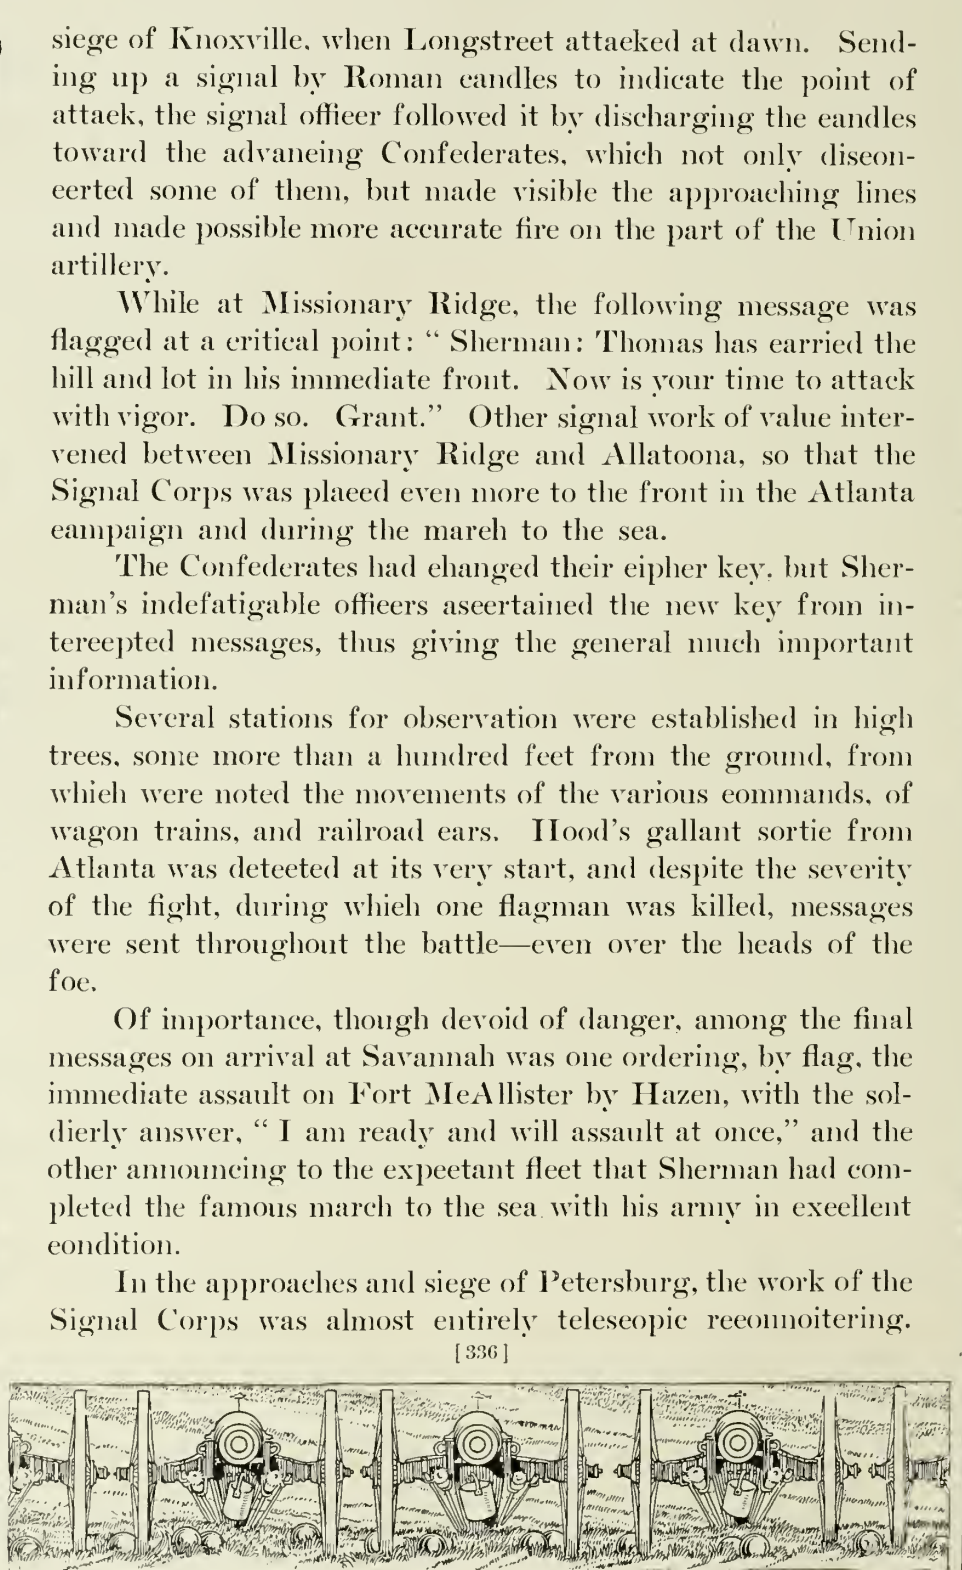 siege of Knoxville, when Longstreet attacked at dawn. Send-
ing up a signal by Roman candles to indicate the point of
attack, the signal officer followed it by discharging the candles
toward the advancing Confederates, which not only discon-
certed some of them, but made visible the approaching lines
and made possible more accurate fire on the part of the Union
artillery.
While at Missionary Ridge, the following message was
flagged at a critical point: “ Sherman: Thomas has carried the
hill and lot in his immediate front. Now is your time to attack
with vigor. Do so. Grant.” Other signal work of value inter-
vened between Missionary Ridge and Allatoona, so that the
Signal Corps was placed even more to the front in the Atlanta
campaign and during the march to the sea.
The Confederates had changed their cipher key, but Sher-
man's indefatigable officers ascertained the new key from in-
tercepted messages, thus giving the general much important
information.
Several stations for observation were established in high
trees, some more than a hundred feet from the ground, from
which were noted the movements of the various commands, of
wagon trains, and railroad cars. Hood's gallant sortie from
Atlanta was detected at its very start, and despite the severity
of the fight, during which one flagman was killed, messages
were sent throughout the battle—even over the heads of the
foe.
Of importance, though devoid of danger, among the final
messages on arrival at Savannah was one ordering, by flag, the
immediate assault on Fort McAllister by Hazen, with the sol-
dierly answer, “ I am ready and will assault at once,” and the
other announcing to the expectant fleet that Sherman had com-
pleted the famous march to the sea with his army in excellent
condition.
In the approaches and siege of Petersburg, the work of the
Signal Corps was almost entirely telescopic reconnoitering.
[336]